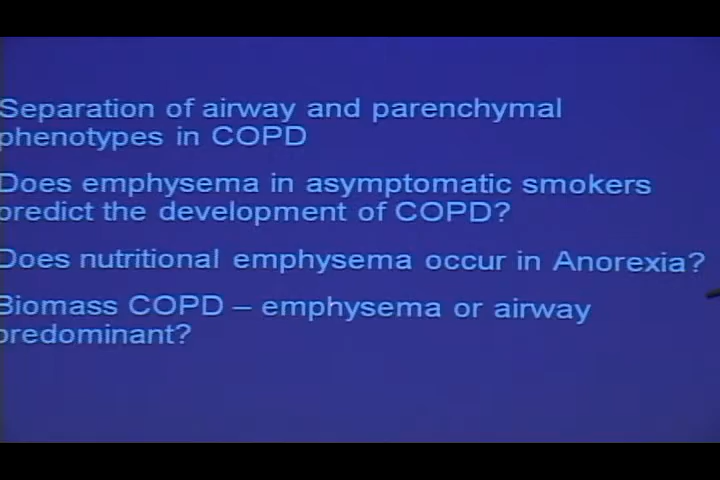 Separation of airway and parenchymal
phenotypes in COPD
Does emphysema in asymptomatic smokers
predict the development of COPD?
Does nutritional emphysema occur in Anorexia?
Biomass COPD – emphysema or airway
predominant?